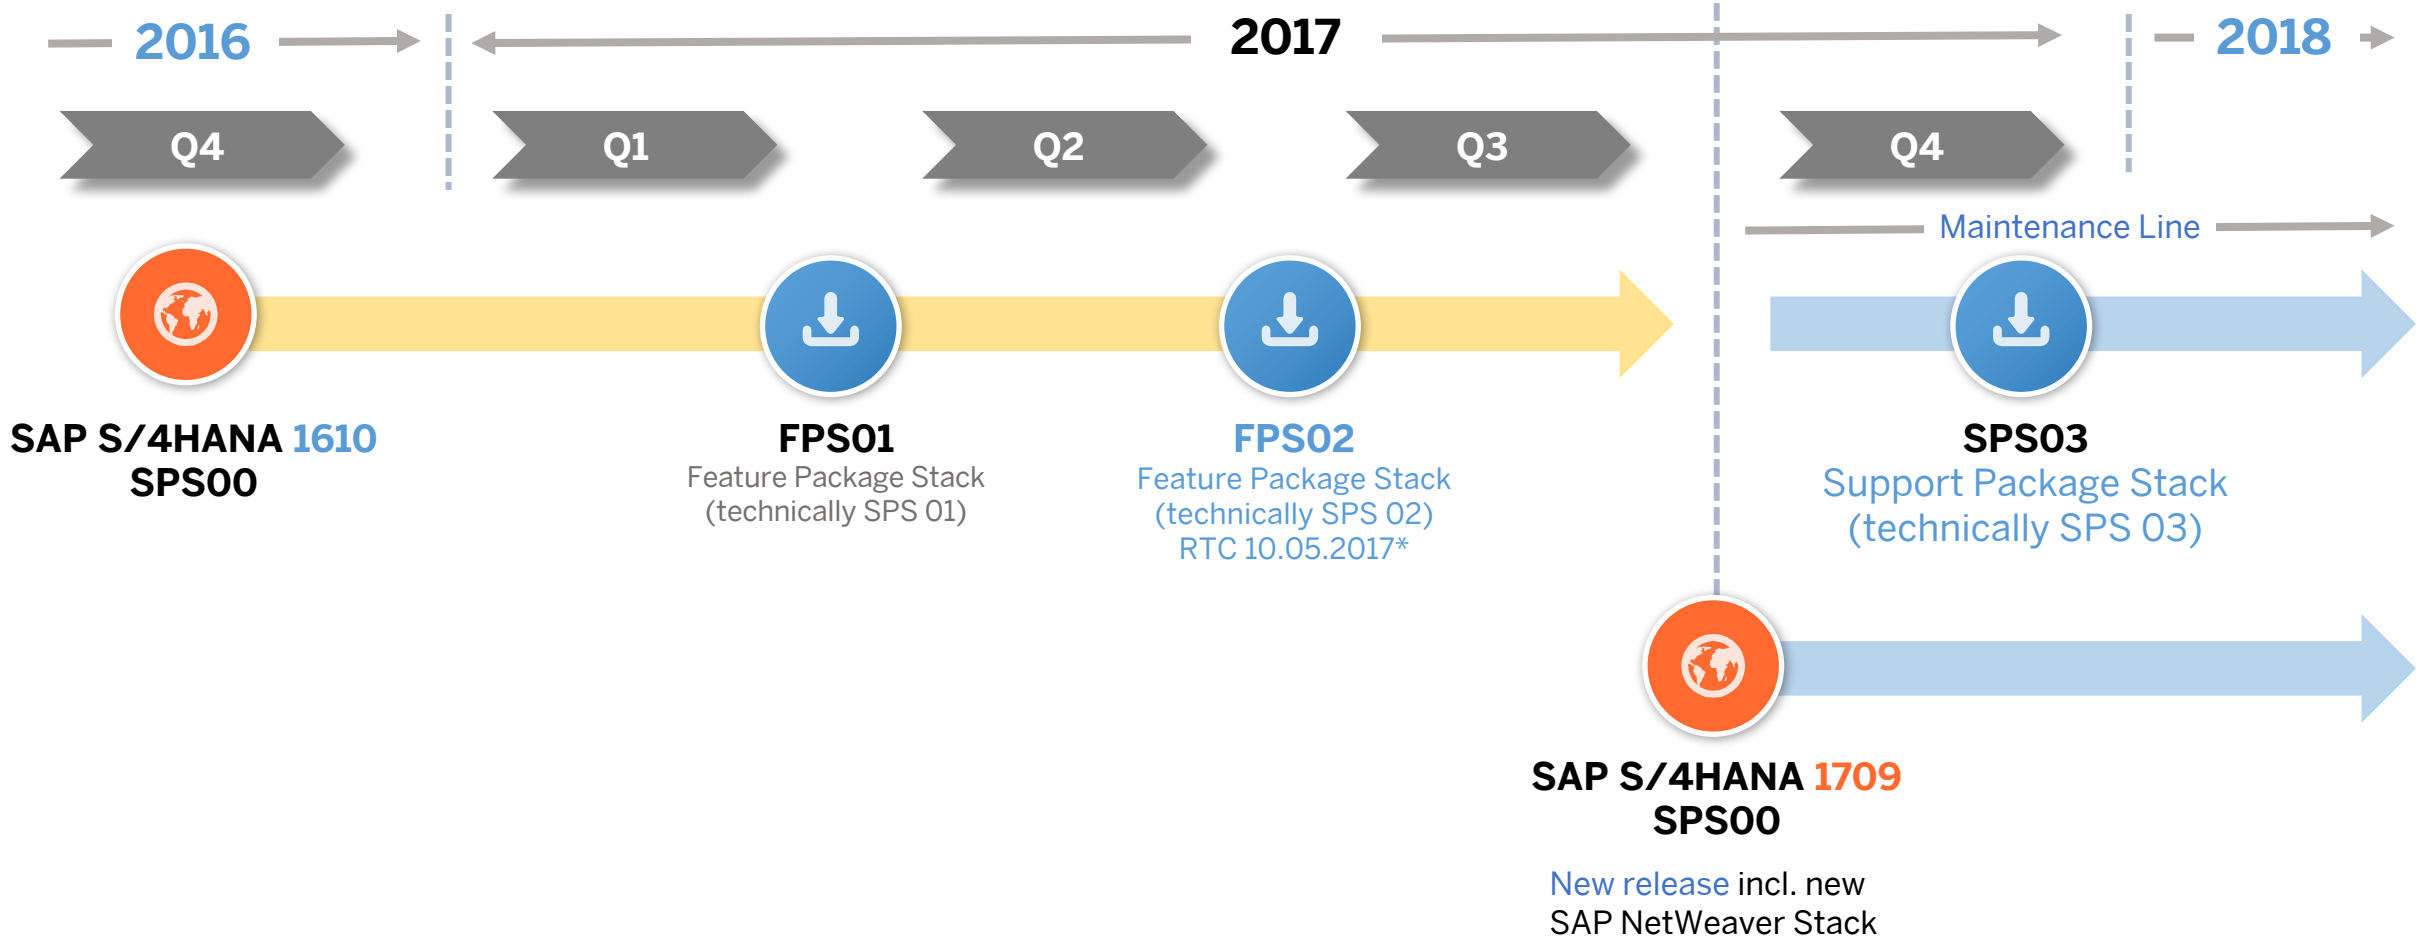 2016
2017
2018
Q4
Q1
Q2
Q3
Q4
Maintenance Line
SAP S/4HANA 1610
SPS00
FPS01
Feature Package Stack
(technically SPS 01)
FPS02
Feature Package Stack
(technically SPS 02)
RTC 10.05.2017*
SPS03
Support Package Stack
(technically SPS 03)
SAP S/4HANA 1709
SPS00
New release incl. new
SAP NetWeaver Stack